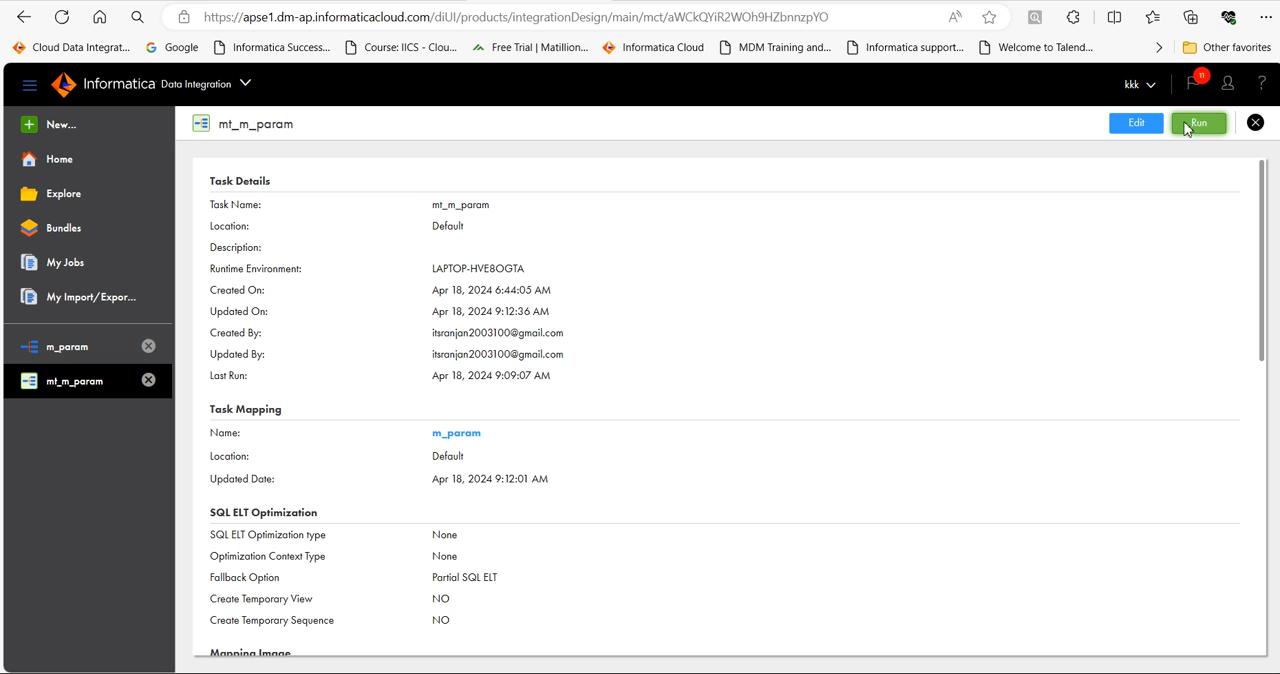 https://apse1.dm-ap.informaticacloud.com/diUI/products/integrationDesign/main/mct/aWCkQYiR2WOh9HZbnnzpYO
Cloud Data Integrat... Google Informatica Success... Course: IICS - Clou... Free Trial | Matillion... Informatica Cloud MDM Training and... Informatica support... Welcome to Talend... Other favorites
Informatica Data Integration kkk 11 ?
New...
mt_m_param Edit Run
Home
Explore
Bundles
My Jobs
My Import/Expor...
m_param
mt_m_param
Task Details
Task Name: mt_m_param
Location: Default
Description:
Runtime Environment: LAPTOP-HVE8OGTA
Created On: Apr 18, 2024 6:44:05 AM
Updated On: Apr 18, 2024 9:12:36 AM
Created By: itsranjan2003100@gmail.com
Updated By: itsranjan2003100@gmail.com
Last Run: Apr 18, 2024 9:09:07 AM
Task Mapping
Name: m_param
Location: Default
Updated Date: Apr 18, 2024 9:12:01 AM
SQL ELT Optimization
SQL ELT Optimization type None
Optimization Context Type None
Fallback Option Partial SQL ELT
Create Temporary View NO
Create Temporary Sequence NO
Mapping Image